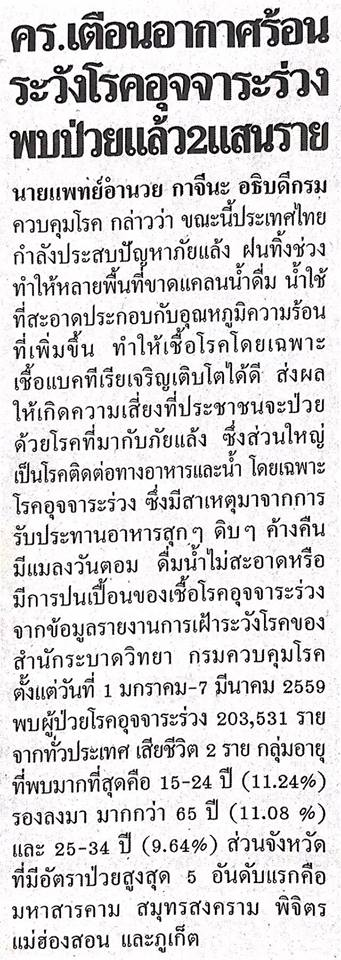 คร.เตือนอากาศร้อน
ระวังโรคอุจจาระร่วง
พบป่วยแล้ว2แสนราย
นายแพทย์อำนวย กาจีนะ อธิบดีกรม
ควบคุมโรค กล่าวว่า ขณะนี้ประเทศไทย
กำลังประสบปัญหาภัยแล้ง ฝนทิ้งช่วง
ทำให้หลายพื้นที่ขาดแคลนน้ำดื่ม น้ำใช้
ที่สะอาดประกอบกับอุณหภูมิความร้อน
ที่เพิ่มขึ้น ทำให้เชื้อโรคโดยเฉพาะ
เชื้อแบคทีเรียเจริญเติบโตได้ดี ส่งผล
ให้เกิดความเสี่ยงที่ประชาชนจะป่วย
ด้วยโรคที่มากับภัยแล้ง ซึ่งส่วนใหญ่
เป็นโรคติดต่อทางอาหารและน้ำ โดยเฉพาะ
โรคอุจจาระร่วง ซึ่งมีสาเหตุมาจากการ
รับประทานอาหารสุกๆ ดิบๆ ค้างคืน
มีแมลงวันตอม ดื่มน้ำไม่สะอาดหรือ
มีการปนเปื้อนของเชื้อโรคอุจจาระร่วง
จากข้อมูลรายงานการเฝ้าระวังโรคของ
สำนักระบาดวิทยา กรมควบคุมโรค
ตั้งแต่วันที่ 1 มกราคม-7 มีนาคม 2559
พบผู้ป่วยโรคอุจจาระร่วง 203,531 ราย
จากทั่วประเทศ เสียชีวิต 2 ราย กลุ่มอายุ
ที่พบมากที่สุดคือ 15-24 ปี (11.24%)
รองลงมา มากกว่า 65 ปี (11.08 %)
และ 25-34 ปี (9.64%) ส่วนจังหวัด
ที่มีอัตราป่วยสูงสุด 5 อันดับแรกคือ
มหาสารคาม สมุทรสงคราม พิจิตร
แม่ฮ่องสอน และภูเก็ต